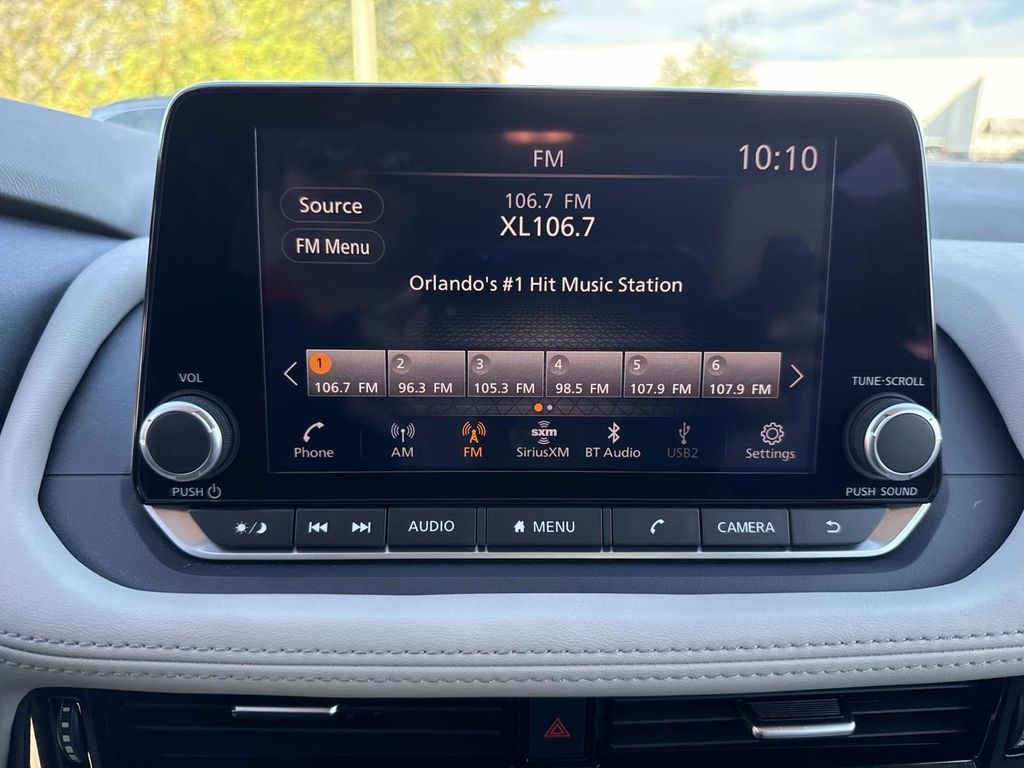 FM
10:10
Source
106.7 FM
XL106.7
FM Menu
Orlando's #1 Hit Music Station
1 2 3 4 5 6
106.7 FM 96.3 FM 105.3 FM 98.5 FM 107.9 FM 107.9 FM
VOL
TUNE·SCROLL
Phone AM FM sxm SiriusXM BT Audio USB2 Settings
PUSH
PUSH SOUND
AUDIO MENU CAMERA